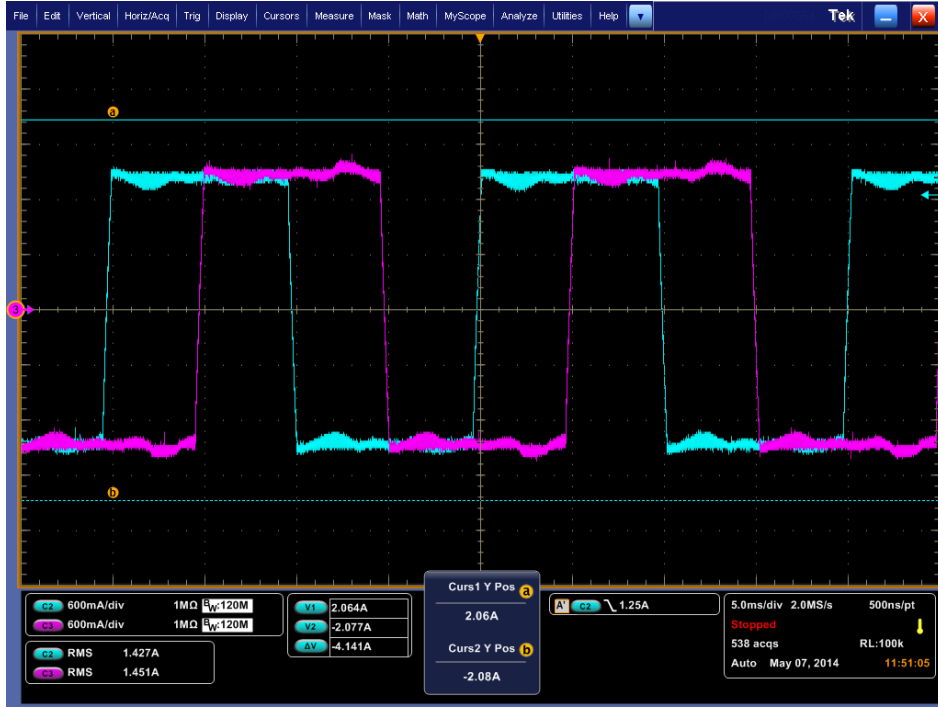 File Edit Vertical Horiz/Acq Trig Display Cursors Measure Mask Math MyScope Analyze Utilities Help Tek X
a
3
b
C2 600mA/div 1MΩ BW:120M
C3 600mA/div 1MΩ BW:120M
C2 RMS 1.427A
C3 RMS 1.451A
V1 2.064A
V2 -2.077A
ΔV -4.141A
Curs1 Y Pos a
2.06A
Curs2 Y Pos b
-2.08A
A' C2 1.25A
5.0ms/div 2.0MS/s 500ns/pt
Stopped
538 acqs RL:100k
Auto May 07, 2014 11:51:05